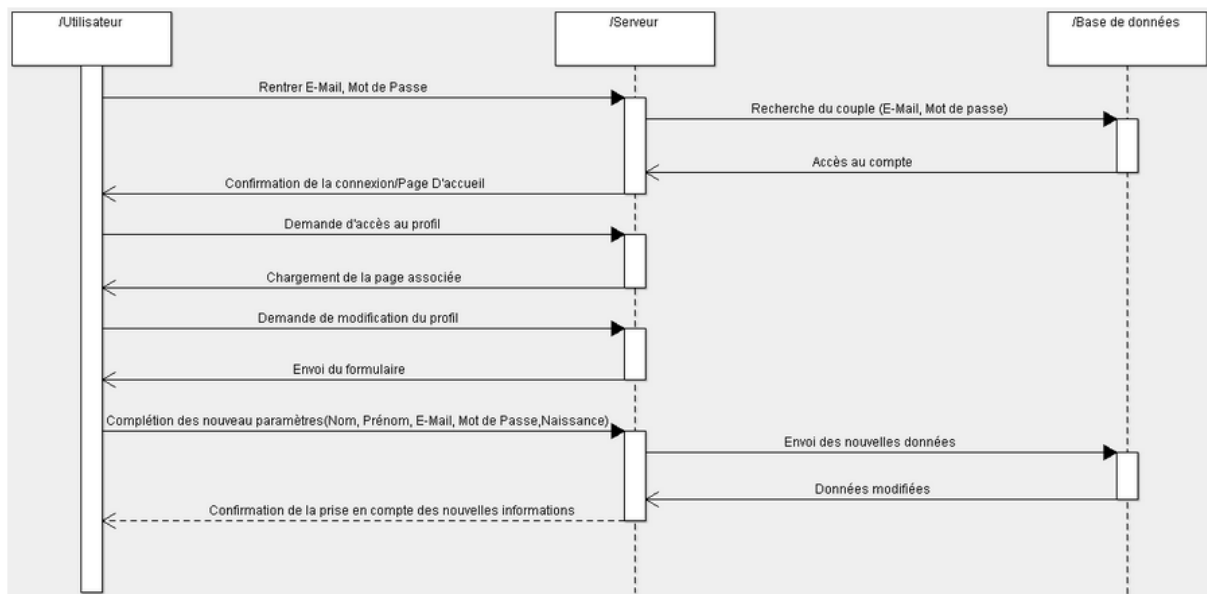 /Utilisateur
/Serveur
/Base de données
Rentrer E-Mail, Mot de Passe
Recherche du couple (E-Mail, Mot de passe)
Accès au compte
Confirmation de la connexion/Page D'accueil
Demande d'accès au profil
Chargement de la page associée
Demande de modification du profil
Envoi du formulaire
Complétion des nouveau paramètres(Nom, Prénom, E-Mail, Mot de Passe,Naissance)
Envoi des nouvelles données
Données modifiées
Confirmation de la prise en compte des nouvelles informations